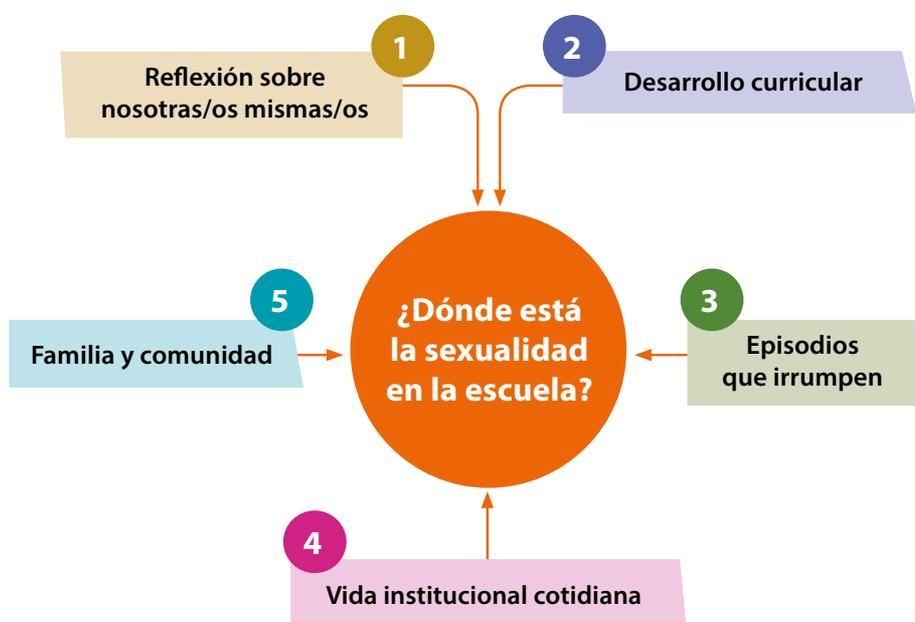 1
Reflexión sobre
nosotras/os mismas/os
2
Desarrollo curricular
¿Dónde está
la sexualidad
en la escuela?
3
Episodios
que irrumpen
4
Vida institucional cotidiana
5
Familia y comunidad